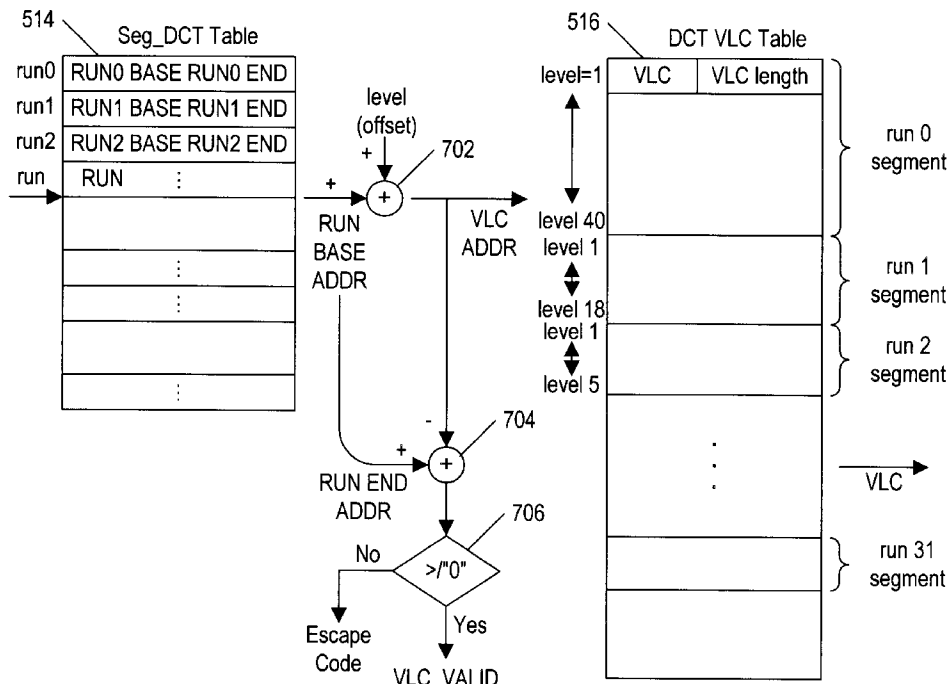 514
Seg_DCT Table
run0
RUN0 BASE RUN0 END
run1
RUN1 BASE RUN1 END
run2
RUN2 BASE RUN2 END
run
RUN
level
(offset)
+
702
+
+
RUN
BASE
ADDR
VLC
ADDR
-
704
+
+
RUN END
ADDR
706
No
>/"0"
Yes
Escape
Code
VLC VALID
516
DCT VLC Table
level=1
VLC
VLC length
run 0
segment
level 40
level 1
run 1
segment
level 18
level 1
run 2
segment
level 5
VLC
run 31
segment